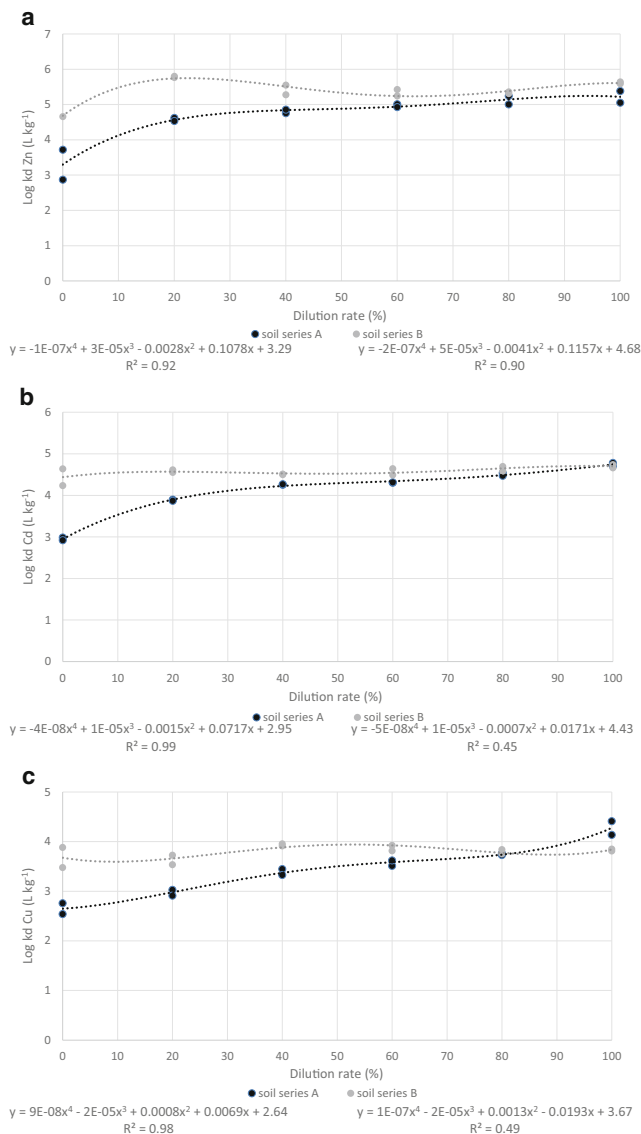 a
7
6
5
4
3
2
1
0
Log kd Zn (L kg⁻¹)
0 10 20 30 40 50 60 70 80 90 100
Dilution rate (%)
soil series A soil series B
y = -1E-07x⁴ + 3E-05x³ - 0.0028x² + 0.1078x + 3.29 y = -2E-07x⁴ + 5E-05x³ - 0.0041x² + 0.1157x + 4.68
R² = 0.92 R² = 0.90
b
6
5
4
3
2
1
0
Log kd Cd (L kg⁻¹)
0 10 20 30 40 50 60 70 80 90 100
Dilution rate (%)
soil series A soil series B
y = -4E-08x⁴ + 1E-05x³ - 0.0015x² + 0.0717x + 2.95 y = -5E-08x⁴ + 1E-05x³ - 0.0007x² + 0.0171x + 4.43
R² = 0.99 R² = 0.45
c
5
4
3
2
1
0
Log kd Cu (L kg⁻¹)
0 10 20 30 40 50 60 70 80 90 100
Dilution rate (%)
soil series A soil series B
y = 9E-08x⁴ - 2E-05x³ + 0.0008x² + 0.0069x + 2.64 y = 1E-07x⁴ - 2E-05x³ + 0.0013x² - 0.0193x + 3.67
R² = 0.98 R² = 0.49